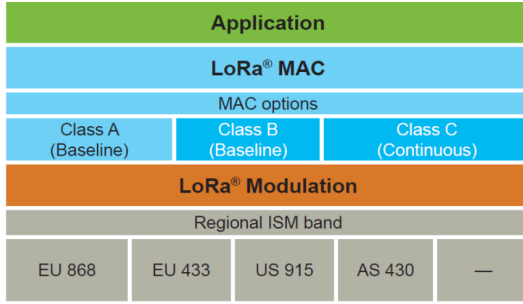 Application
LoRa® MAC
MAC options
Class A
(Baseline)
Class B
(Baseline)
Class C
(Continuous)
LoRa® Modulation
Regional ISM band
EU 868
EU 433
US 915
AS 430
—